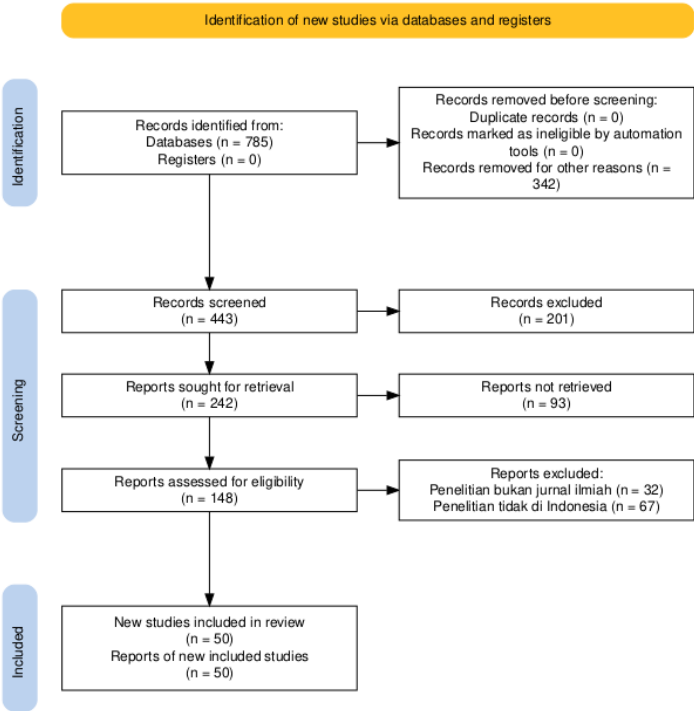 Identification of new studies via databases and registers
Identification
Records identified from:
Databases (n = 785)
Registers (n = 0)
Records removed before screening:
Duplicate records (n = 0)
Records marked as ineligible by automation
tools (n = 0)
Records removed for other reasons (n =
342)
Screening
Records screened
(n = 443)
Records excluded
(n = 201)
Reports sought for retrieval
(n = 242)
Reports not retrieved
(n = 93)
Reports assessed for eligibility
(n = 148)
Reports excluded:
Penelitian bukan jurnal ilmiah (n = 32)
Penelitian tidak di Indonesia (n = 67)
Included
New studies included in review
(n = 50)
Reports of new included studies
(n = 50)